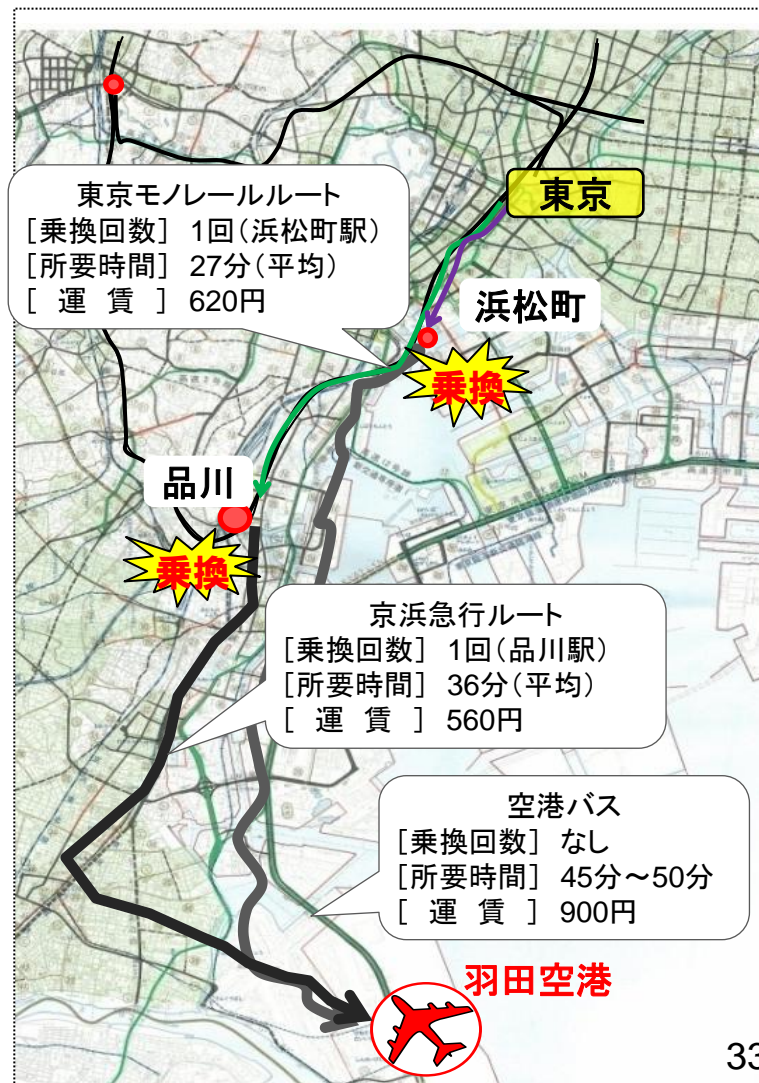 東京モノレールルート
[乗換回数] 1回(浜松町駅)
[所要時間] 27分(平均)
[ 運 賃 ] 620円
東京
浜松町
乗換
品川
乗換
京浜急行ルート
[乗換回数] 1回(品川駅)
[所要時間] 36分(平均)
[ 運 賃 ] 560円
空港バス
[乗換回数] なし
[所要時間] 45分～50分
[ 運 賃 ] 900円
羽田空港
33